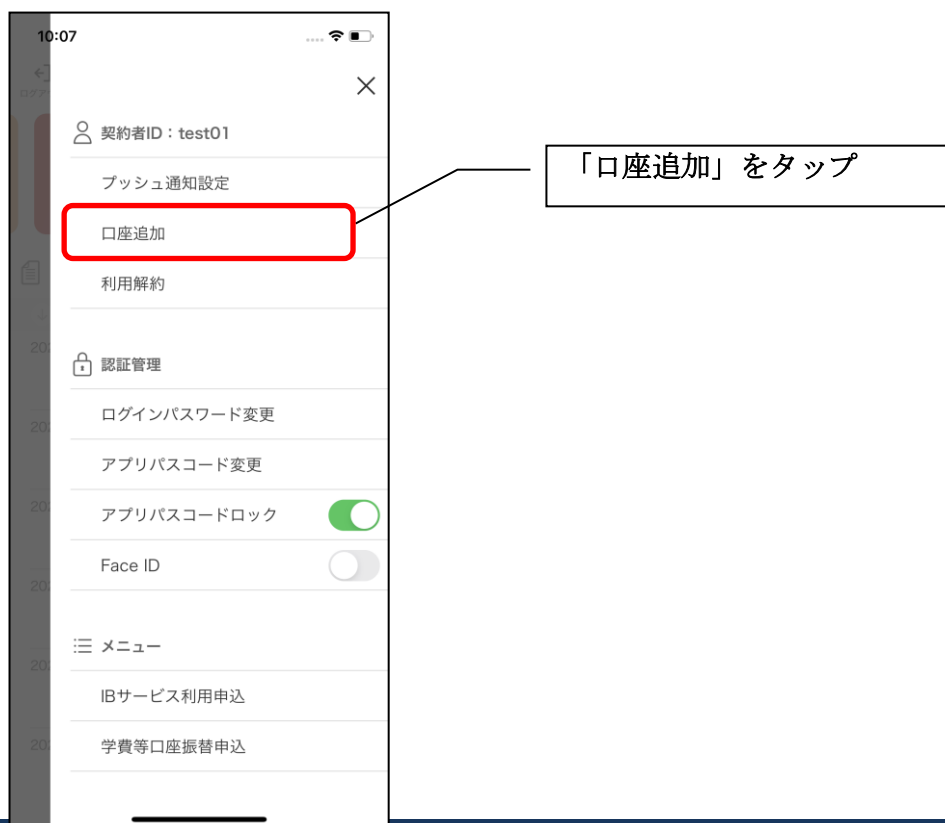 10:07
契約者ID：test01
プッシュ通知設定
口座追加
「口座追加」をタップ
利用解約
認証管理
ログインパスワード変更
アプリパスコード変更
アプリパスコードロック
Face ID
メニュー
IBサービス利用申込
学費等口座振替申込